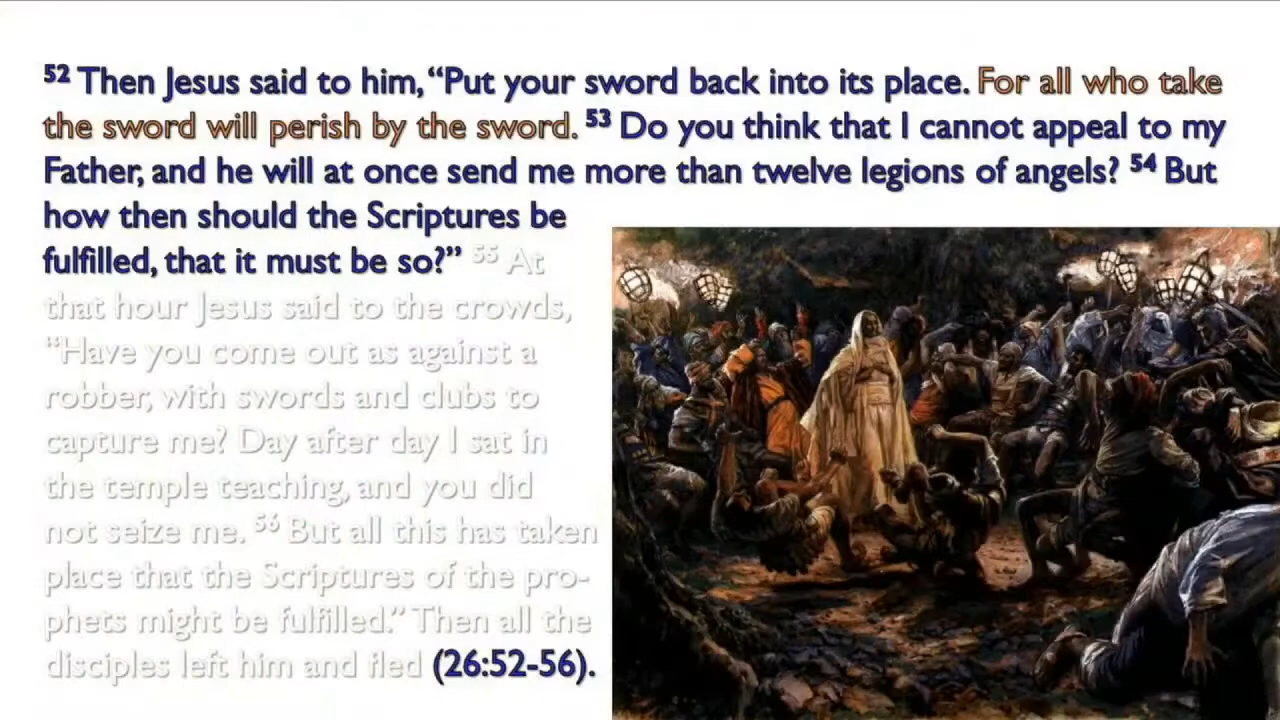 52 Then Jesus said to him, “Put your sword back into its place. For all who take
the sword will perish by the sword. 53 Do you think that I cannot appeal to my
Father, and he will at once send me more than twelve legions of angels? 54 But
how then should the Scriptures be
fulfilled, that it must be so?” 55 At
that hour Jesus said to the crowds,
“Have you come out as against a
robber, with swords and clubs to
capture me? Day after day I sat in
the temple teaching, and you did
not seize me. 56 But all this has taken
place that the Scriptures of the pro-
phets might be fulfilled.” Then all the
disciples left him and fled (26:52-56).